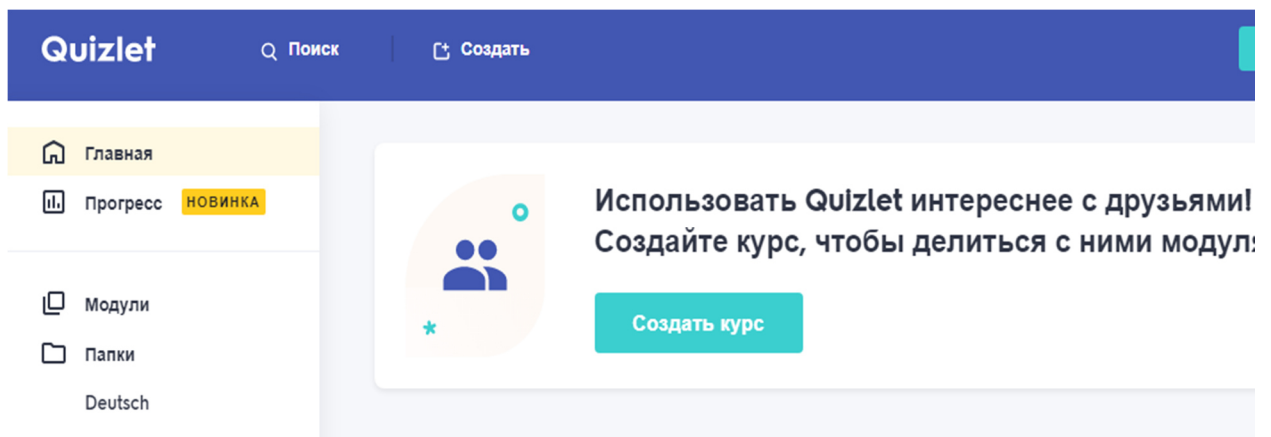 Quizlet Поиск Создать
Главная
Прогресс НОВИНКА
Модули
Папки
Deutsch
Использовать Quizlet интереснее с друзьями!
Создайте курс, чтобы делиться с ними
Создать курс